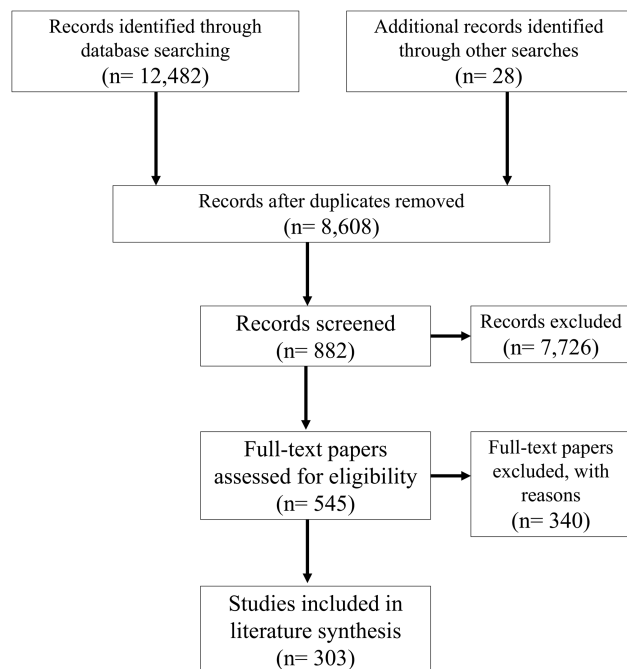 Records identified through
database searching
(n= 12,482)
Additional records identified
through other searches
(n= 28)
Records after duplicates removed
(n= 8,608)
Records screened
(n= 882)
Records excluded
(n= 7,726)
Full-text papers
assessed for eligibility
(n= 545)
Full-text papers
excluded, with
reasons
(n= 340)
Studies included in
literature synthesis
(n= 303)